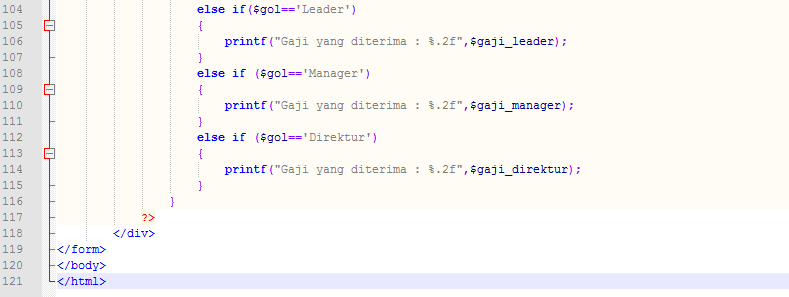 104 else if($gol=='Leader')
105 {
106 printf("Gaji yang diterima : %.2f",$gaji_leader);
107 }
108 else if ($gol=='Manager')
109 {
110 printf("Gaji yang diterima : %.2f",$gaji_manager);
111 }
112 else if ($gol=='Direktur')
113 {
114 printf("Gaji yang diterima : %.2f",$gaji_direktur);
115 }
116 }
117 ?>
118 </div>
119 </form>
120 </body>
121 </html>